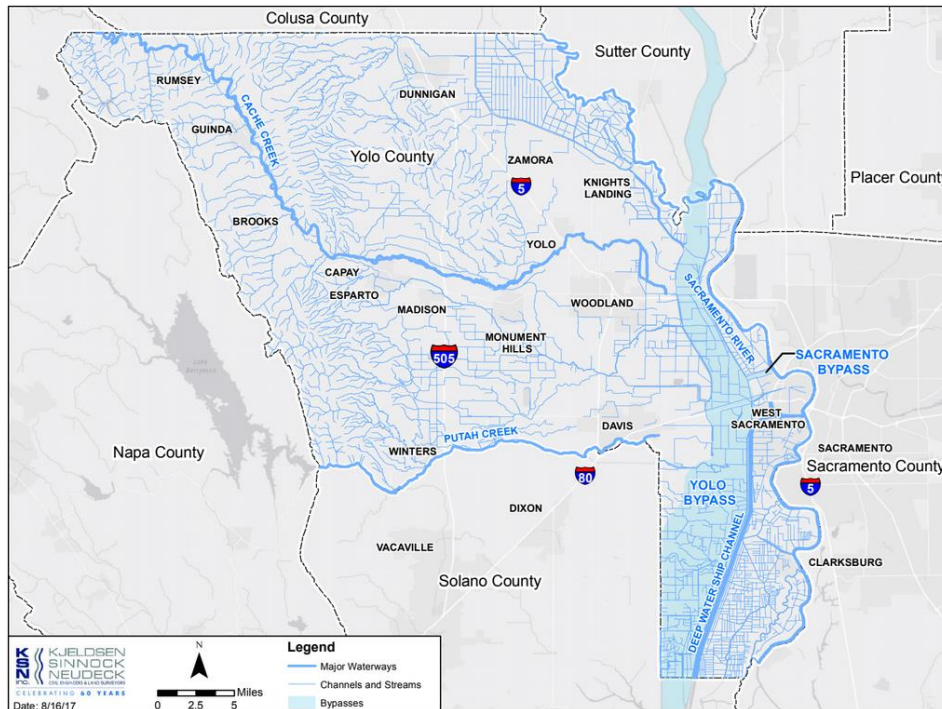 Colusa County
Sutter County
RUMSEY
DUNNIGAN
CACHE CREEK
GUINDA
Yolo County
ZAMORA
5
KNIGHTS
LANDING
Placer County
BROOKS
YOLO
CAPAY
ESPARTO
MADISON
WOODLAND
SACRAMENTO RIVER
MONUMENT
HILLS
505
SACRAMENTO
BYPASS
WEST
SACRAMENTO
DAVIS
PUTAH CREEK
WINTERS
Napa County
SACRAMENTO
Sacramento County
80
5
YOLO
BYPASS
DIXON
VACAVILLE
Solano County
DEEP WATER SHIP CHANNEL
CLARKSBURG
KSN
INC.
KJELDSEN
SINNOCK
NEUDECK
CIVIL ENGINEERS & LAND SURVEYORS
CELEBRATING 60 YEARS
Date: 8/16/17
N
Miles
0 2.5 5
Legend
Major Waterways
Channels and Streams
Bypasses